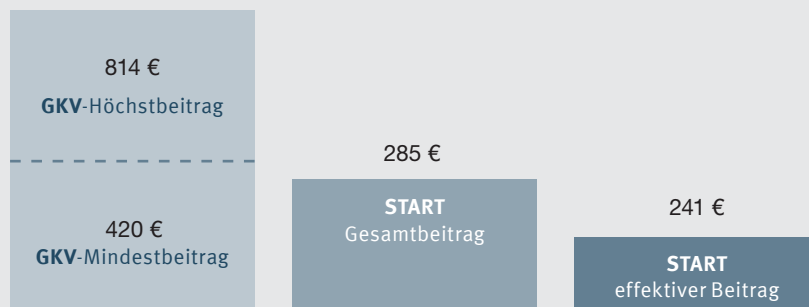 814 €
GKV-Höchstbeitrag
420 €
GKV-Mindestbeitrag
285 €
START
Gesamtbeitrag
241 €
START
effektiver Beitrag